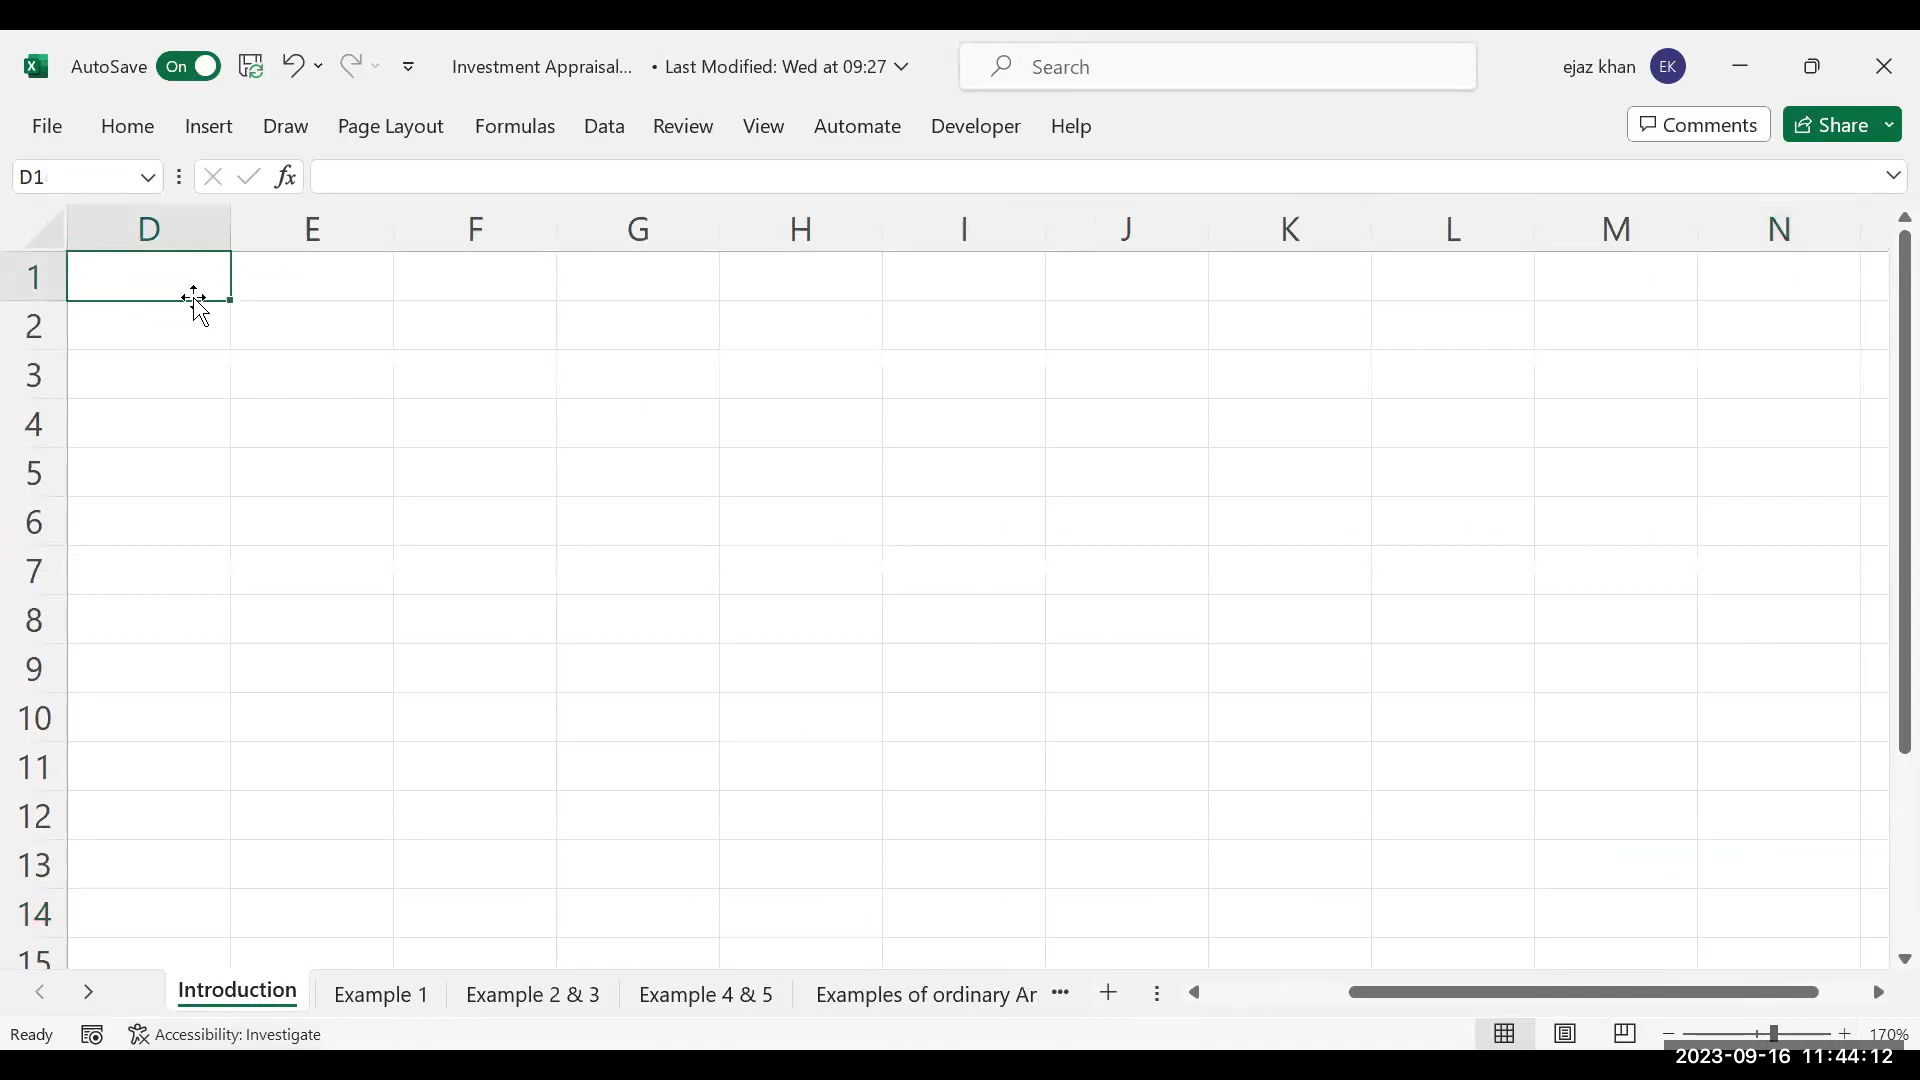 AutoSave On Investment Appraisal... • Last Modified: Wed at 09:27 Search ejaz khan EK
File Home Insert Draw Page Layout Formulas Data Review View Automate Developer Help Comments Share
D1 fx
D E F G H I J K L M N
1
2
3
4
5
6
7
8
9
10
11
12
13
14
15
Introduction Example 1 Example 2 & 3 Example 4 & 5 Examples of ordinary Ar ...
Ready Accessibility: Investigate 170%
2023-09-16 11:44:12